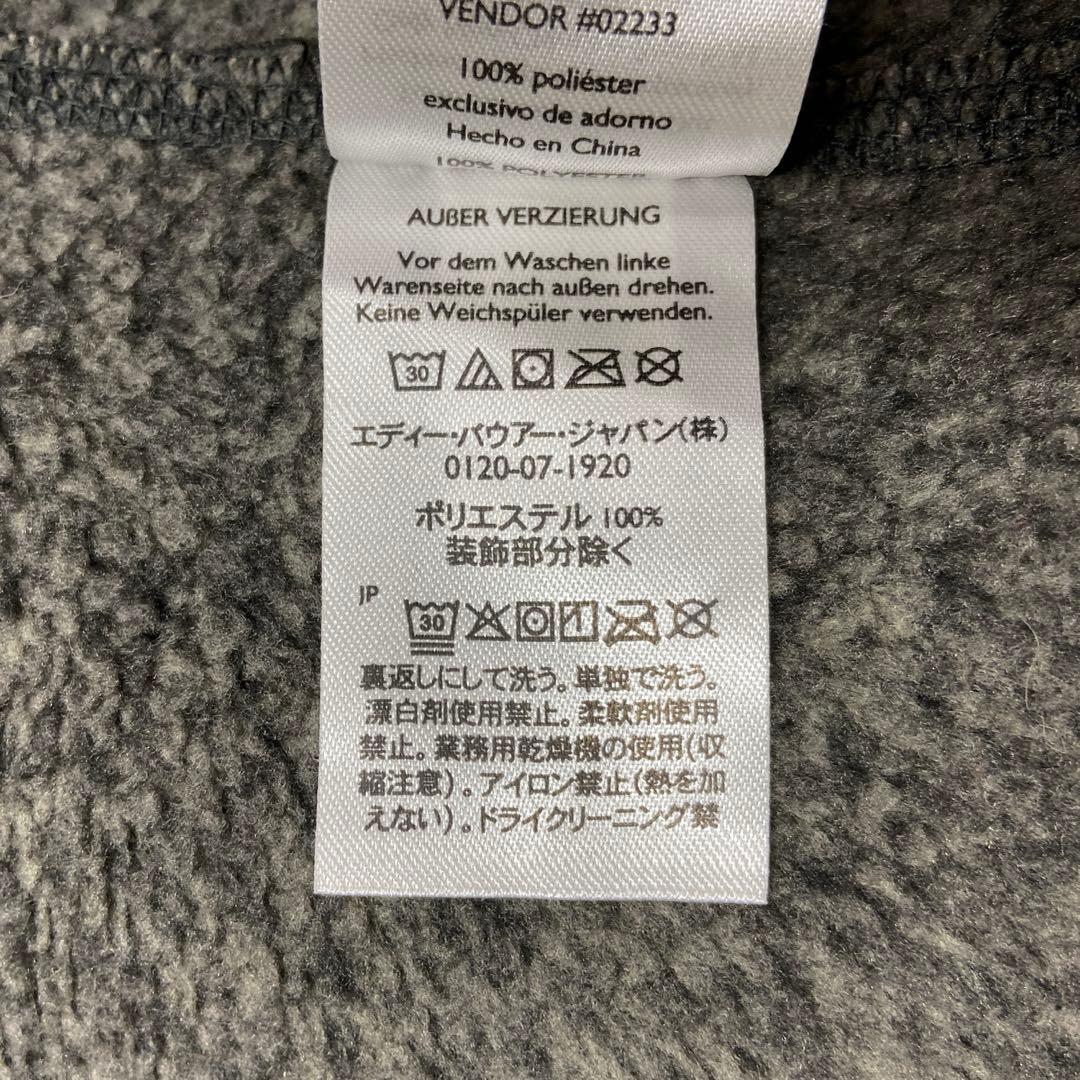 VENDOR #02233
100% poliéster
exclusivo de adorno
Hecho en China
100% POLYESTER
AUßER VERZIERUNG
Vor dem Waschen linke
Warenseite nach außen drehen.
Keine Weichspüler verwenden.
30
エディー・バウアー・ジャパン(株)
0120-07-1920
ポリエステル 100%
装飾部分除く
JP
30
裏返しにして洗う。単独で洗う。
漂白剤使用禁止。柔軟剤使用
禁止。業務用乾燥機の使用(収
縮注意)。アイロン禁止(熱を加
えない)。ドライクリーニング禁